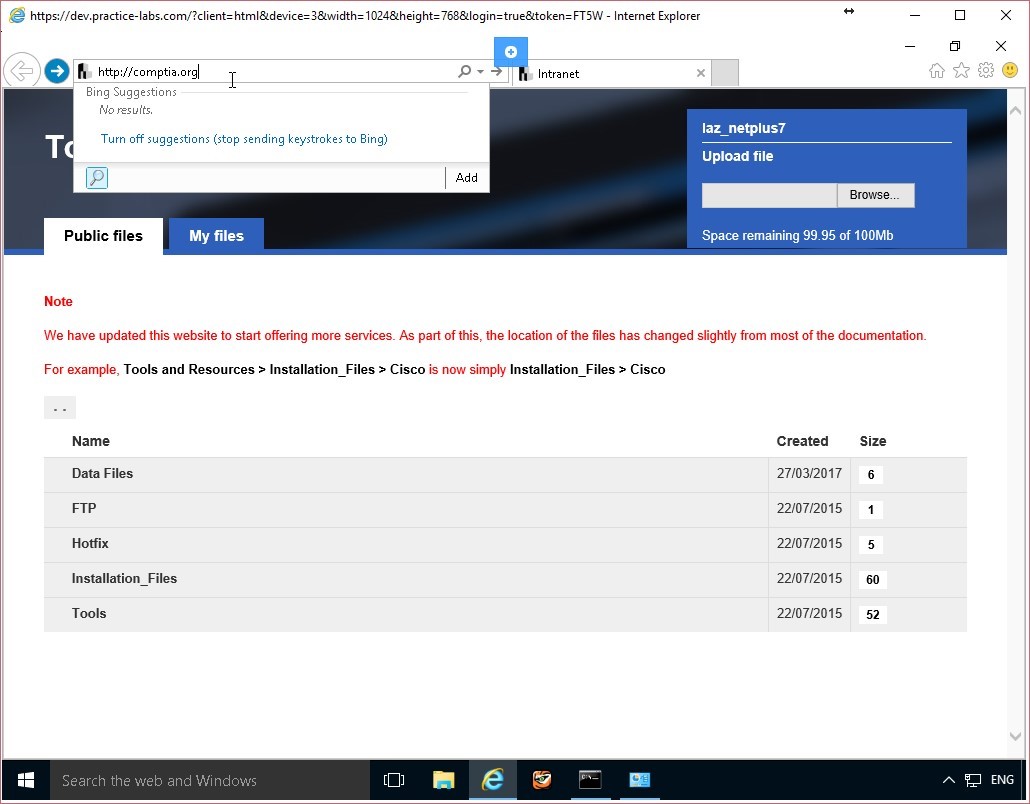 https://dev.practice-labs.com/?client=html&device=3&width=1024&height=768&login=true&token=FT5W - Internet Explorer
http://comptia.org
Intranet
Bing Suggestions
No results.
Turn off suggestions (stop sending keystrokes to Bing)
Add
To
laz_netplus7
Upload file
Browse...
Space remaining 99.95 of 100Mb
Public files
My files
Note
We have updated this website to start offering more services. As part of this, the location of the files has changed slightly from most of the documentation.
For example, Tools and Resources > Installation_Files > Cisco is now simply Installation_Files > Cisco
. .
Name Created Size
Data Files 27/03/2017 6
FTP 22/07/2015 1
Hotfix 22/07/2015 5
Installation_Files 22/07/2015 60
Tools 22/07/2015 52
Search the web and Windows
ENG